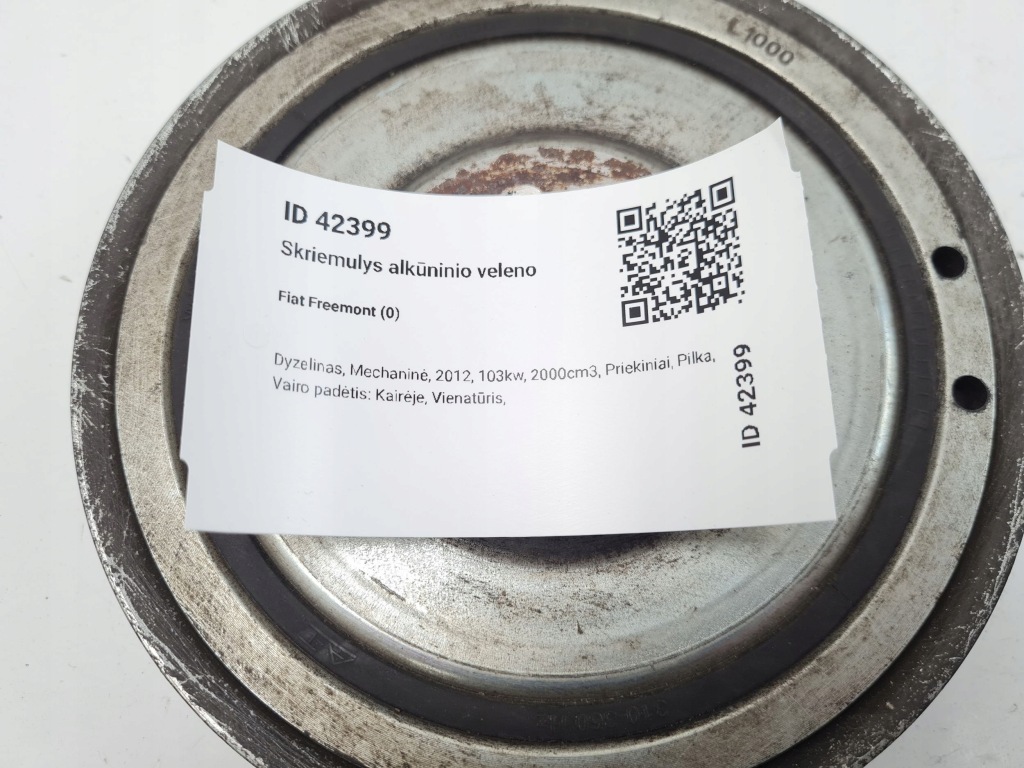 L1000
ID 42399
Skriemulys alkūninio veleno
Fiat Freemont (0)
Dyzelinas, Mechaninė, 2012, 103kw, 2000cm3, Priekiniai, Pilka,
Vairo padėtis: Kairėje, Vienatūris,
ID 42399